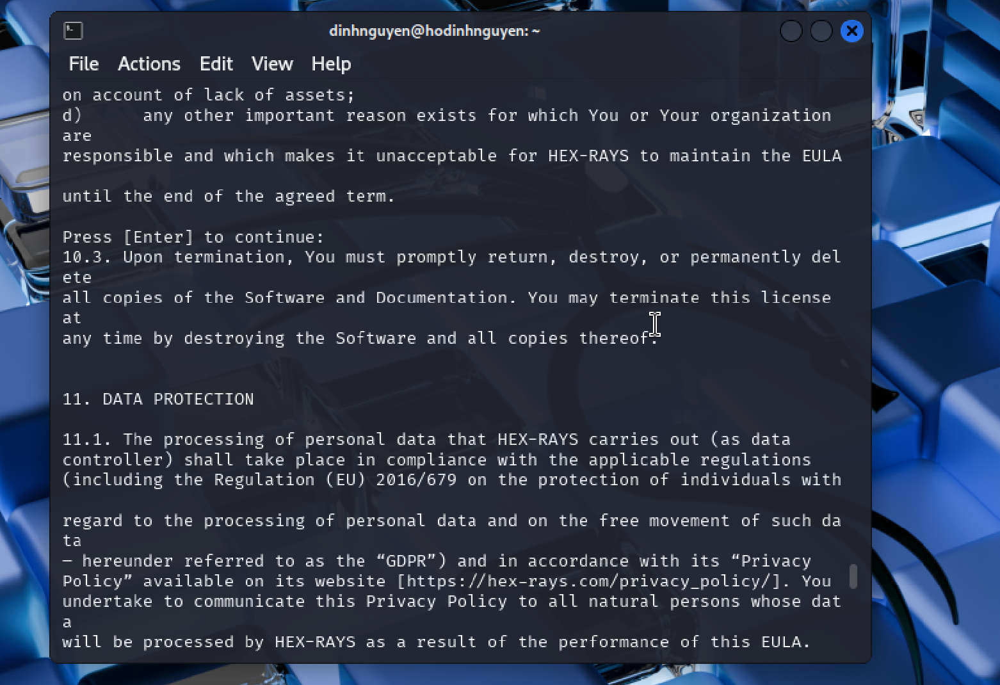 dinhnguyen@hodinhnguyen: ~
File Actions Edit View Help
on account of lack of assets;
d)      any other important reason exists for which You or Your organization
are
responsible and which makes it unacceptable for HEX-RAYS to maintain the EULA
until the end of the agreed term.
Press [Enter] to continue:
10.3. Upon termination, You must promptly return, destroy, or permanently del
ete
all copies of the Software and Documentation. You may terminate this license
at
any time by destroying the Software and all copies thereof.
11. DATA PROTECTION
11.1. The processing of personal data that HEX-RAYS carries out (as data
controller) shall take place in compliance with the applicable regulations
(including the Regulation (EU) 2016/679 on the protection of individuals with
regard to the processing of personal data and on the free movement of such da
ta
– hereunder referred to as the “GDPR”) and in accordance with its “Privacy
Policy” available on its website [https://hex-rays.com/privacy_policy/]. You
undertake to communicate this Privacy Policy to all natural persons whose dat
a
will be processed by HEX-RAYS as a result of the performance of this EULA.